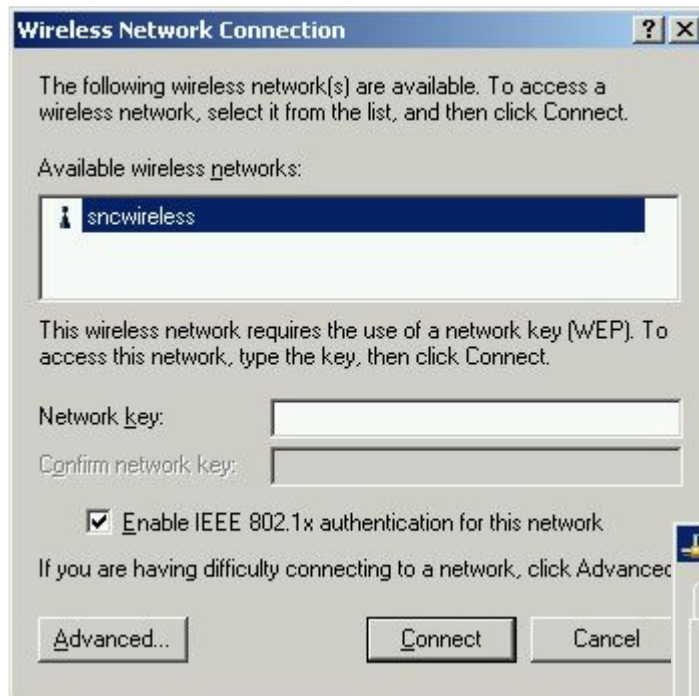 Wireless Network Connection
The following wireless network(s) are available. To access a
wireless network, select it from the list, and then click Connect.
Available wireless networks:
sncwireless
This wireless network requires the use of a network key (WEP). To
access this network, type the key, then click Connect.
Network key:
Confirm network key:
Enable IEEE 802.1x authentication for this network
If you are having difficulty connecting to a network, click Advanced
Advanced... Connect Cancel